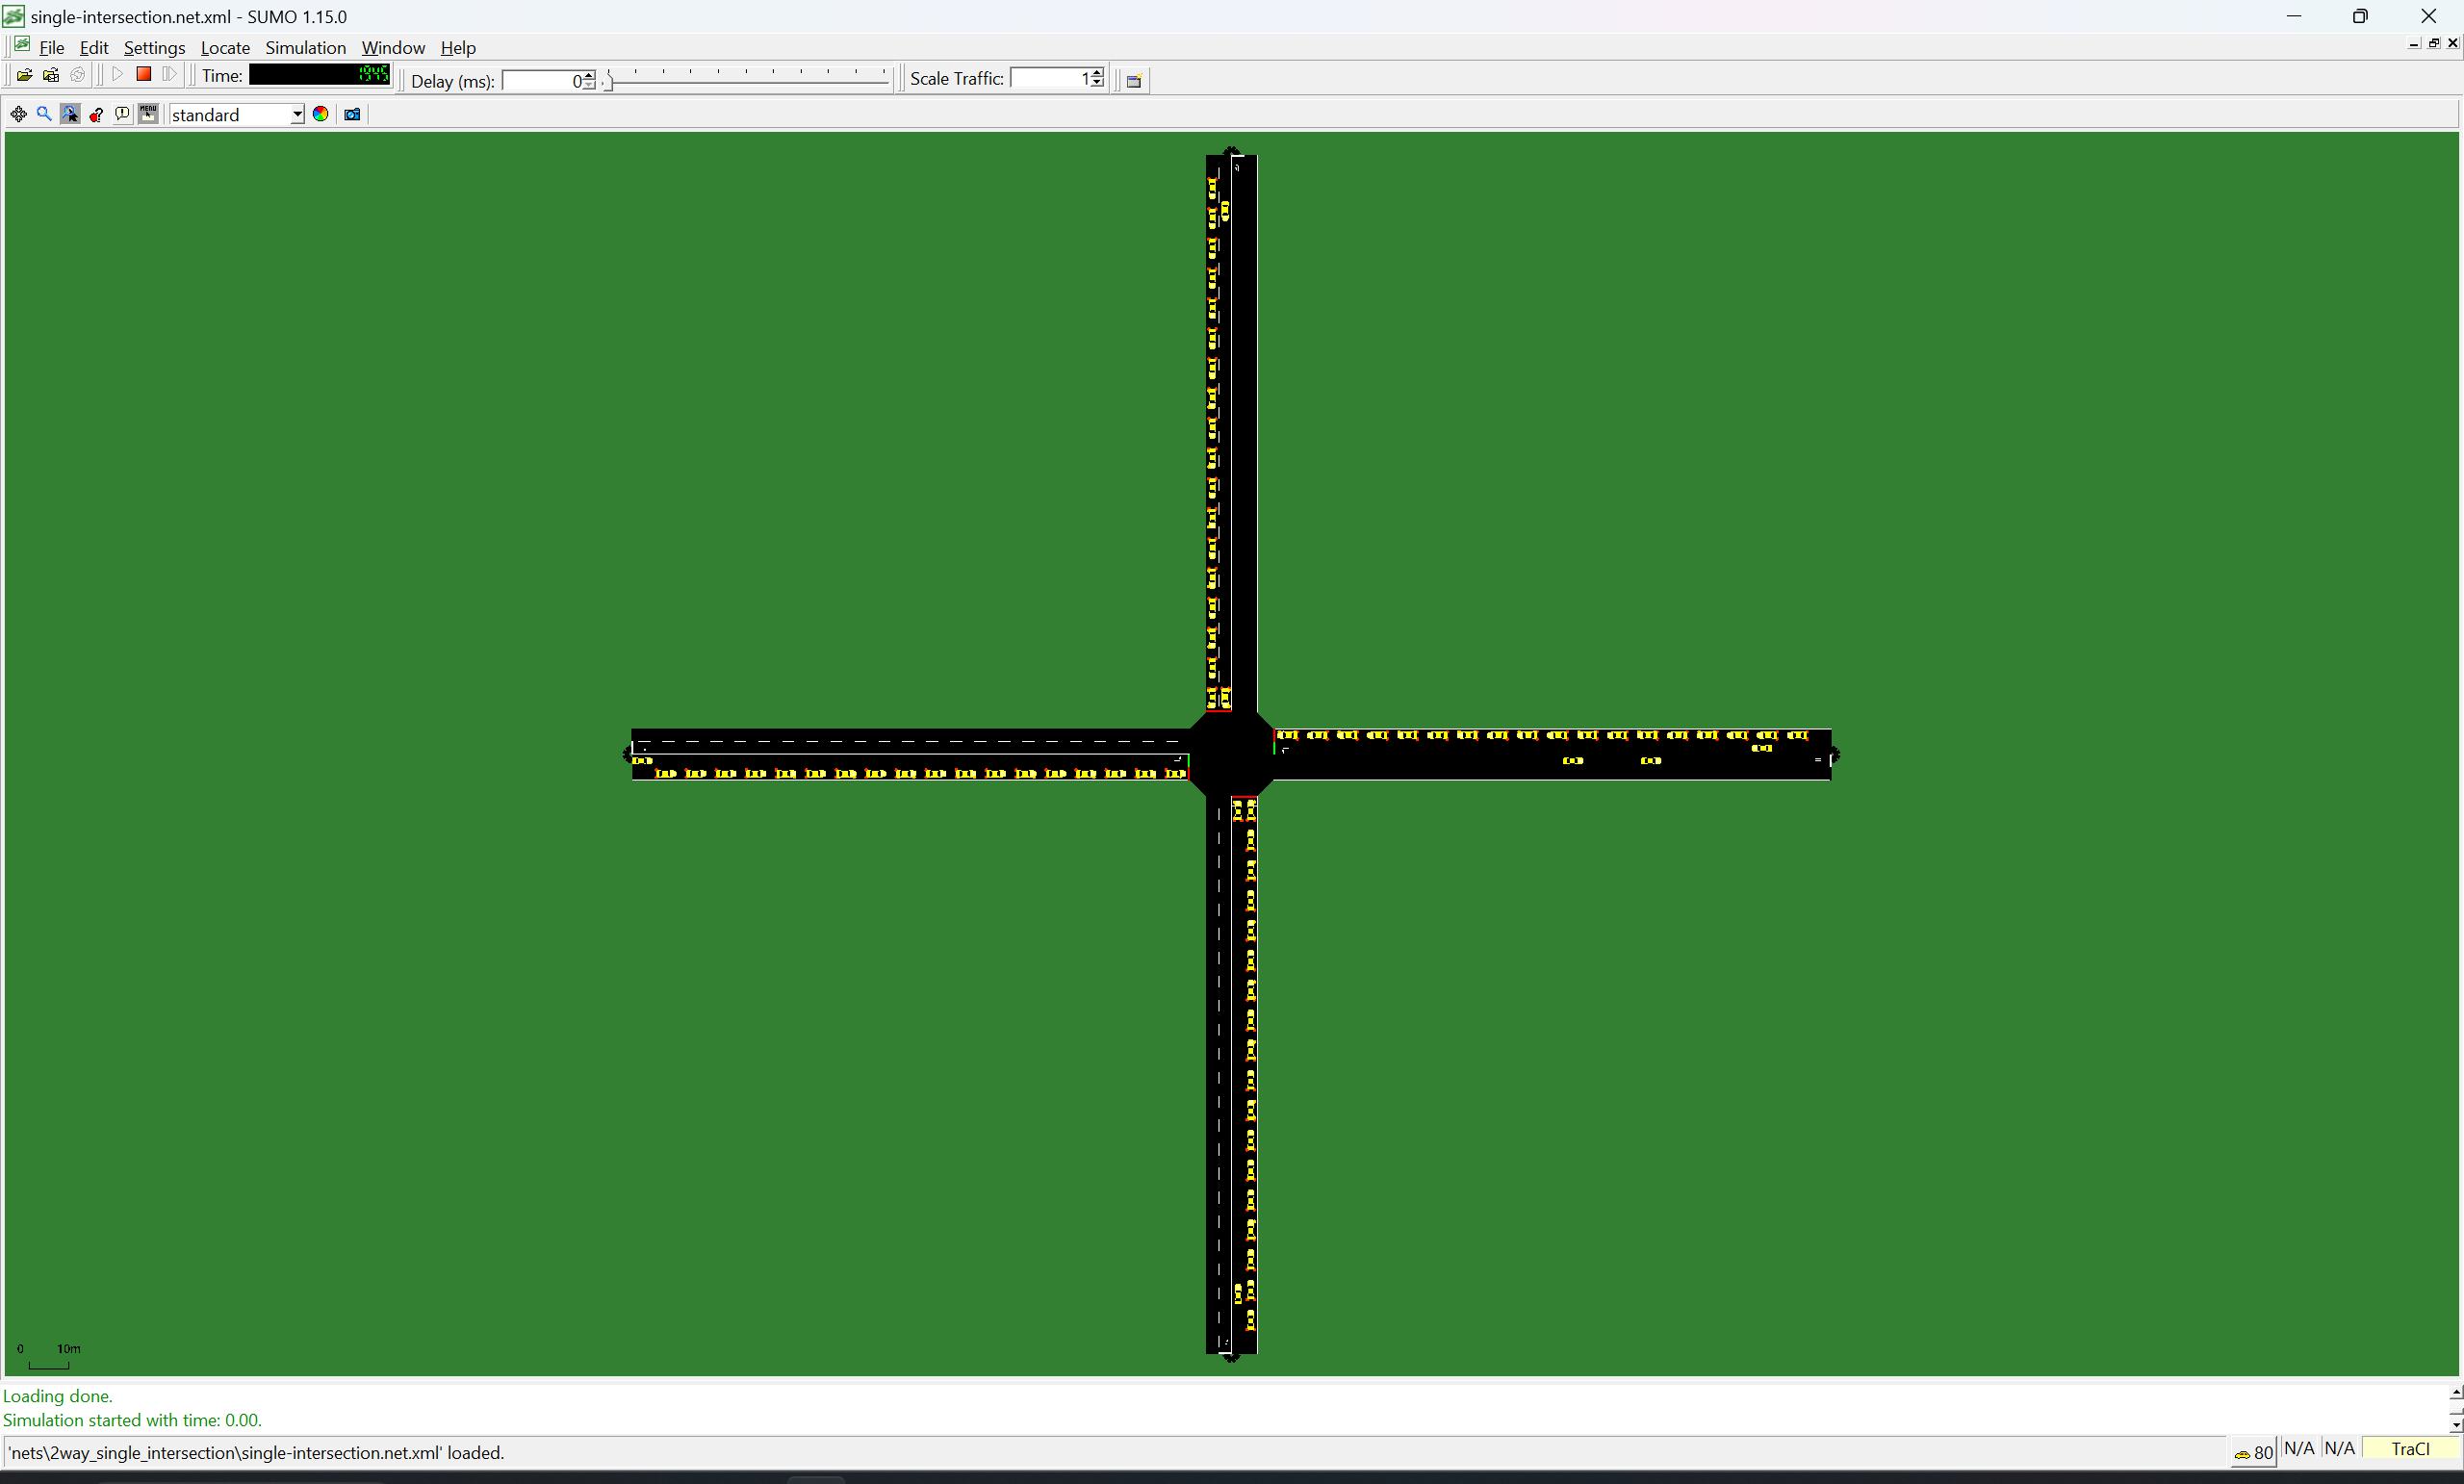 single-intersection.net.xml - SUMO 1.15.0
File Edit Settings Locate Simulation Window Help
Time: 1945 Delay (ms): 0 Scale Traffic: 1
MENU standard
0 10m
Loading done.
Simulation started with time: 0.00.
'nets\2way_single_intersection\single-intersection.net.xml' loaded. 80 N/A N/A TraCI